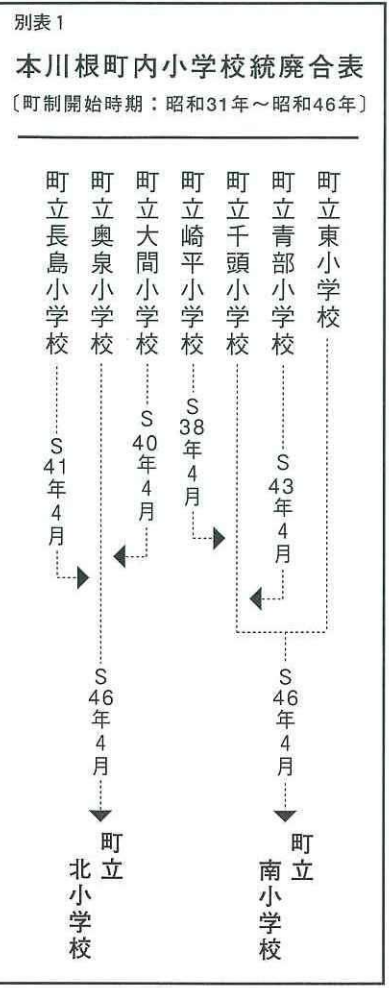 別表1
本川根町内小学校統廃合表
〔町制開始時期：昭和31年～昭和46年〕
町立東小学校
町立青部小学校
町立千頭小学校
町立崎平小学校
町立大間小学校
町立奥泉小学校
町立長島小学校
S43年4月
S38年4月
S40年4月
S41年4月
S46年4月
S46年4月
町立
南小学校
町立
北小学校